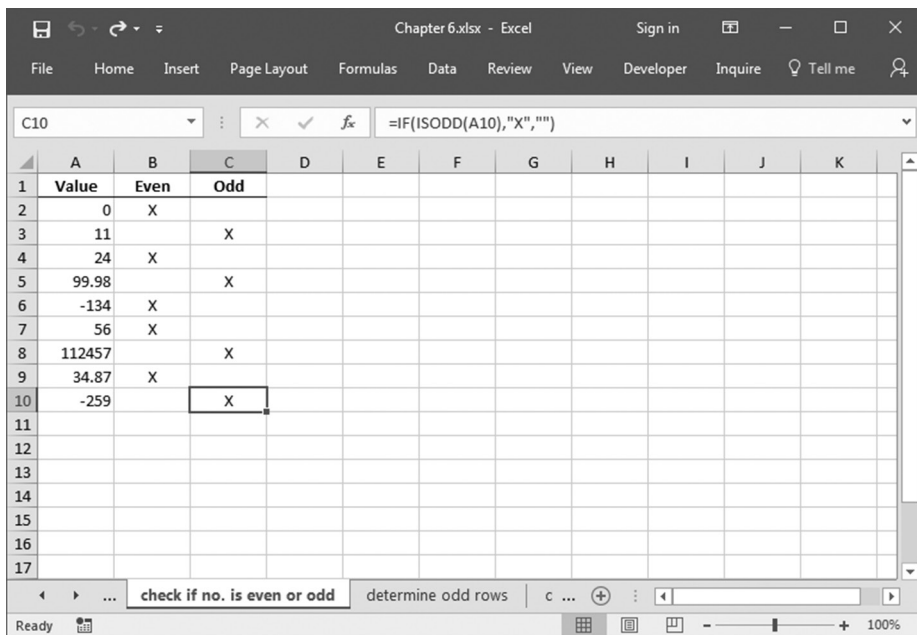 Chapter 6.xlsx - Excel Sign in
File Home Insert Page Layout Formulas Data Review View Developer Inquire Tell me
C10 fx =IF(ISODD(A10),"X","")
A B C D E F G H I J K
1 Value Even Odd
2 0 X
3 11 X
4 24 X
5 99.98 X
6 -134 X
7 56 X
8 112457 X
9 34.87 X
10 -259 X
11
12
13
14
15
16
17
... check if no. is even or odd determine odd rows c ...
Ready 100%